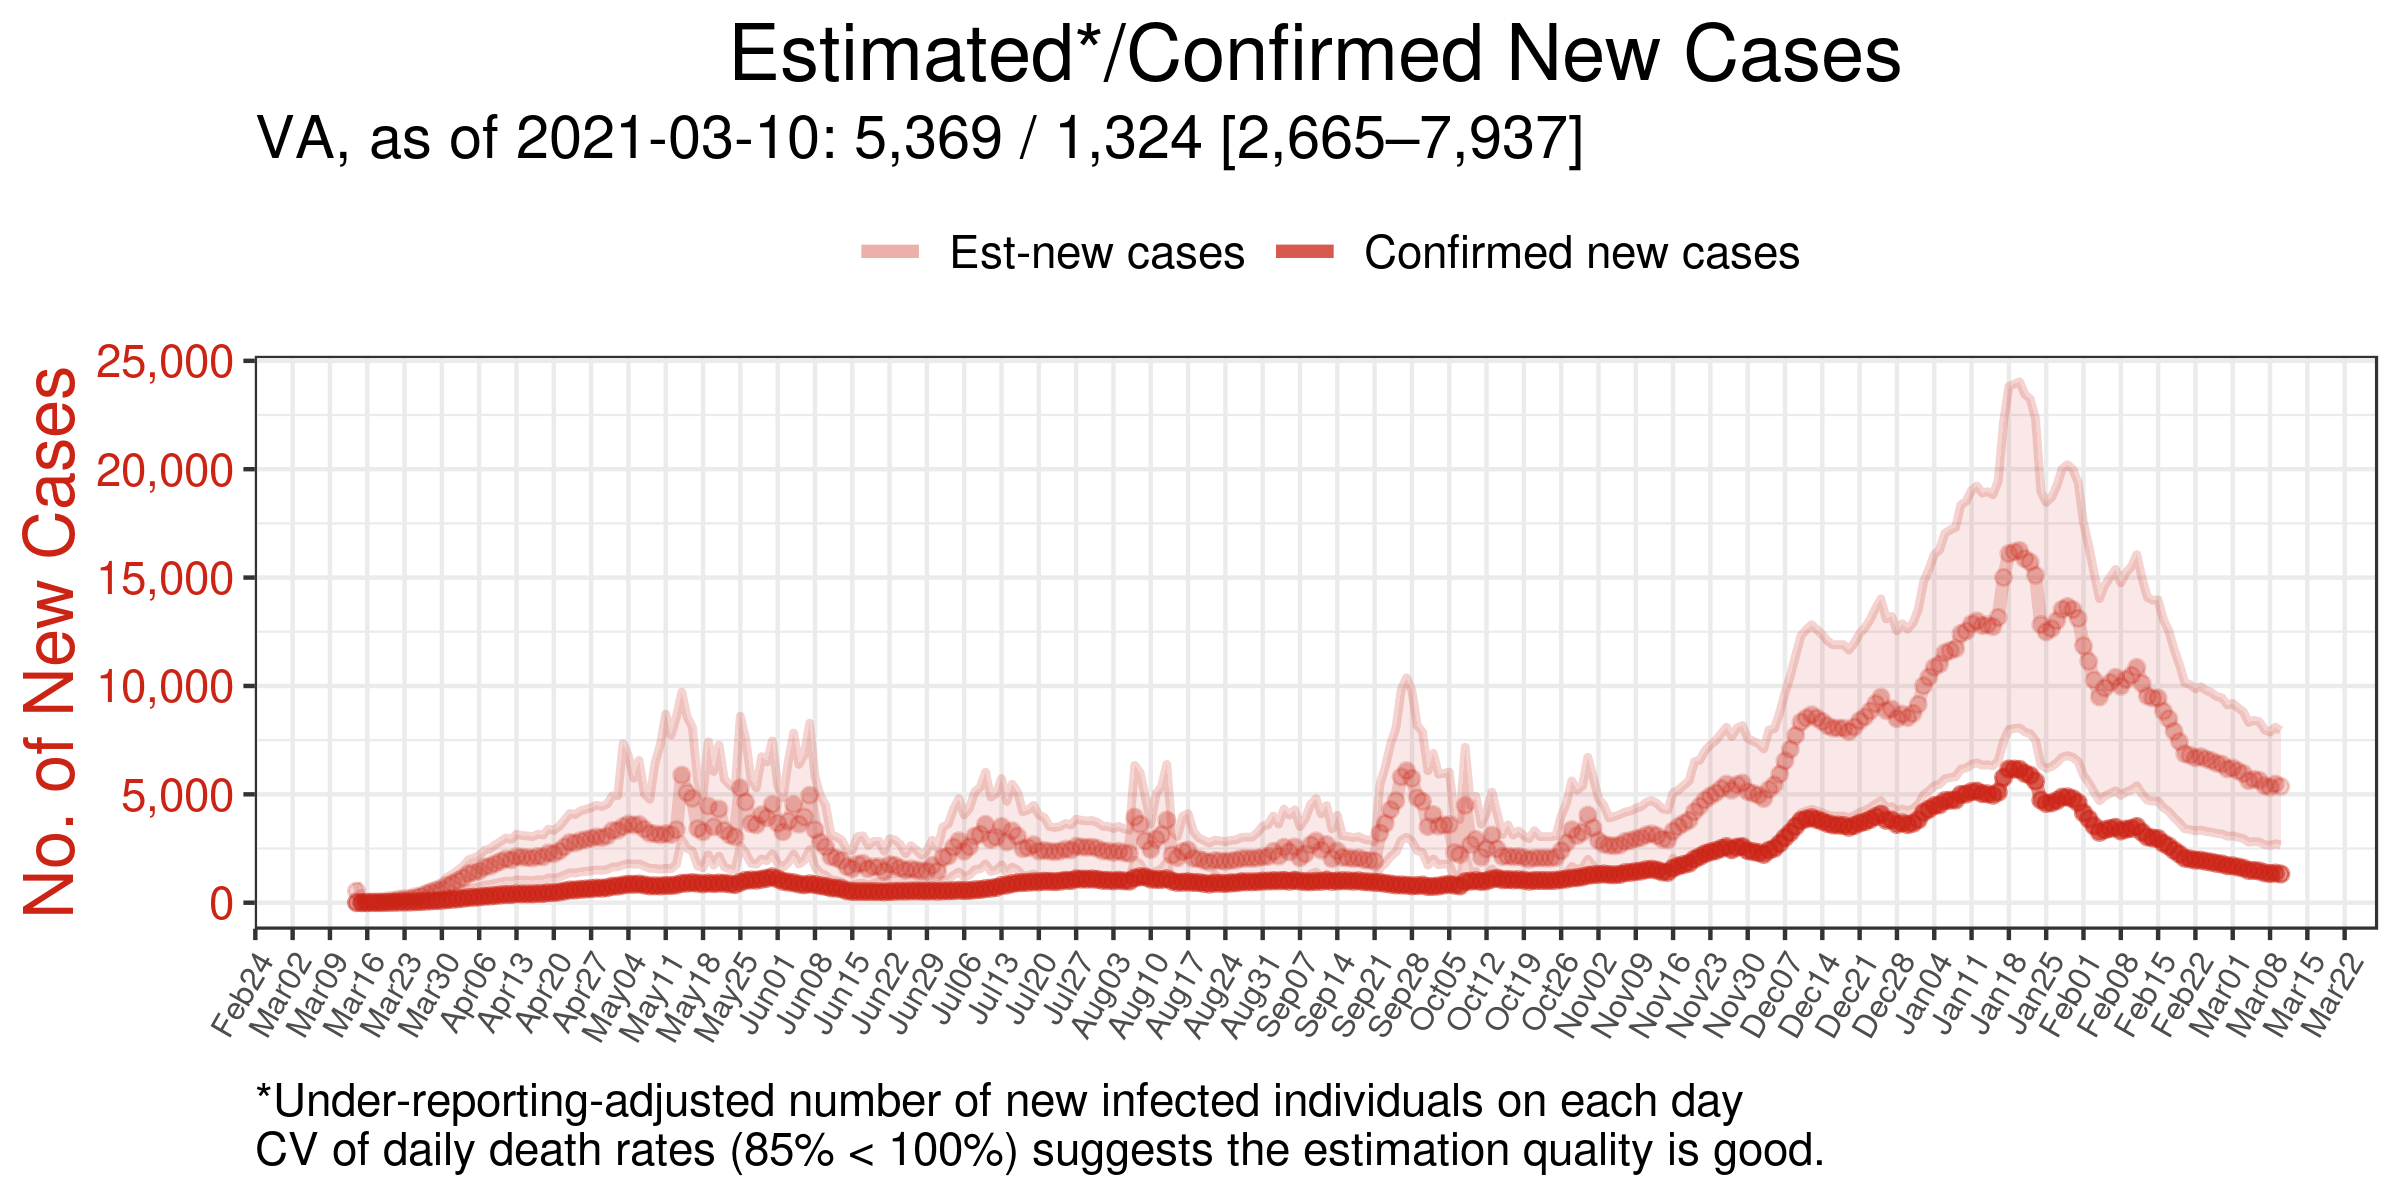 Estimated*/Confirmed New Cases
VA, as of 2021-03-10: 5,369 / 1,324 [2,665–7,937]
Est-new cases Confirmed new cases
No. of New Cases
25,000
20,000
15,000
10,000
5,000
0
Feb24 Mar02 Mar09 Mar16 Mar23 Mar30 Apr06 Apr13 Apr20 Apr27 May04 May11 May18 May25 Jun01 Jun08 Jun15 Jun22 Jun29 Jul06 Jul13 Jul20 Jul27 Aug03 Aug10 Aug17 Aug24 Aug31 Sep07 Sep14 Sep21 Sep28 Oct05 Oct12 Oct19 Oct26 Nov02 Nov09 Nov16 Nov23 Nov30 Dec07 Dec14 Dec21 Dec28 Jan04 Jan11 Jan18 Jan25 Feb01 Feb08 Feb15 Feb22 Mar01 Mar08 Mar15 Mar22
*Under-reporting-adjusted number of new infected individuals on each day
CV of daily death rates (85% < 100%) suggests the estimation quality is good.